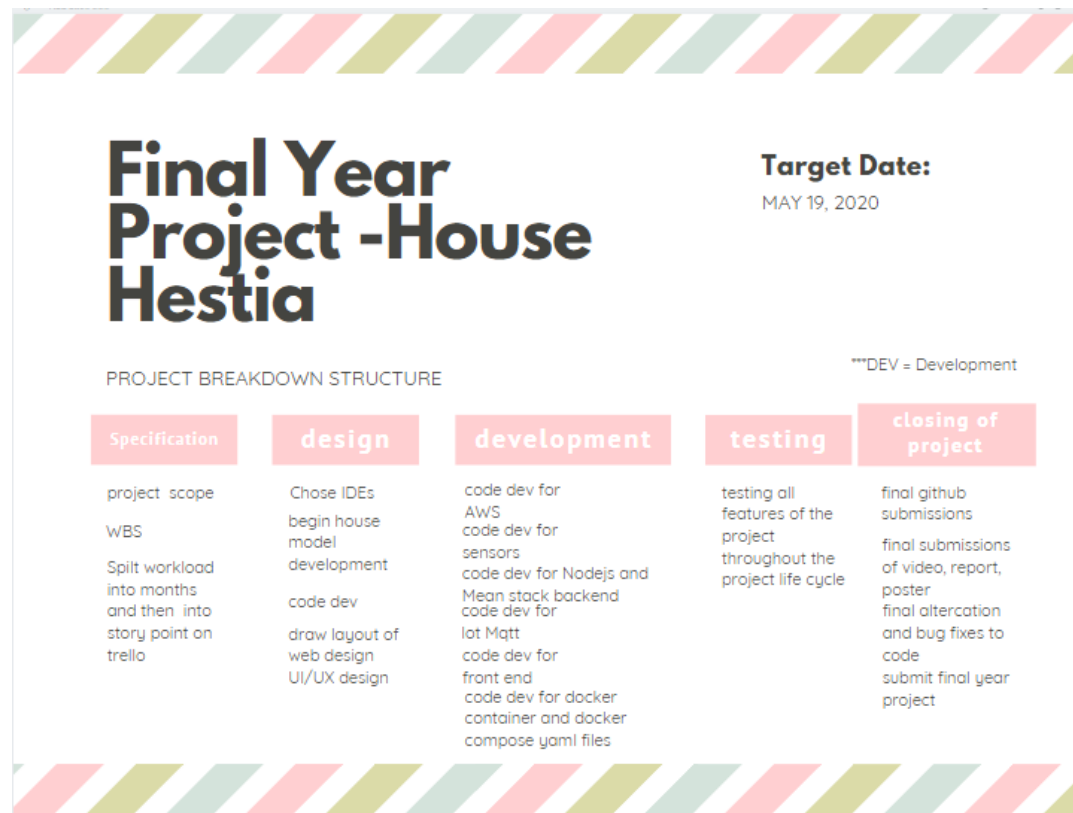 Final Year
Project -House
Hestia
Target Date:
MAY 19, 2020
PROJECT BREAKDOWN STRUCTURE
***DEV = Development
Specification
project scope
WBS
Spilt workload
into months
and then into
story point on
trello
design
Chose IDEs
begin house
model
development
code dev
draw layout of
web design
UI/UX design
development
code dev for
AWS
code dev for
sensors
code dev for Nodejs and
Mean stack backend
code dev for
Iot Mqtt
code dev for
front end
code dev for docker
container and docker
compose yaml files
testing
testing all
features of the
project
throughout the
project life cycle
closing of
project
final github
submissions
final submissions
of video, report,
poster
final altercation
and bug fixes to
code
submit final year
project